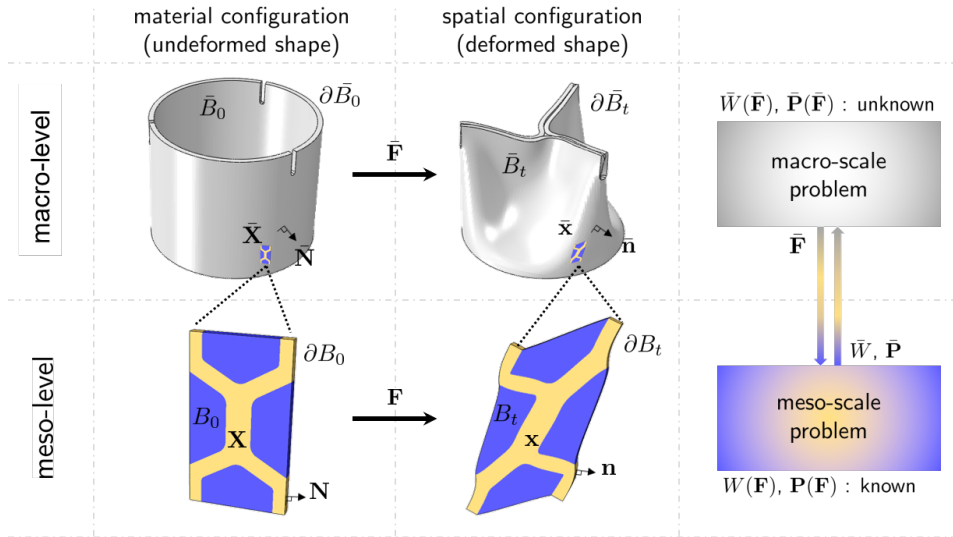 material configuration
(undeformed shape)
spatial configuration
(deformed shape)
macro-level
B̄₀
∂B̄₀
X̄
N̄
F̄
∂B̄ₜ
B̄ₜ
x̄
n̄
W̄(F̄), P̄(F̄) : unknown
macro-scale
problem
F̄
W̄, P̄
meso-level
∂B₀
B₀
X
N
F
∂Bₜ
Bₜ
x
n
meso-scale
problem
W(F), P(F) : known